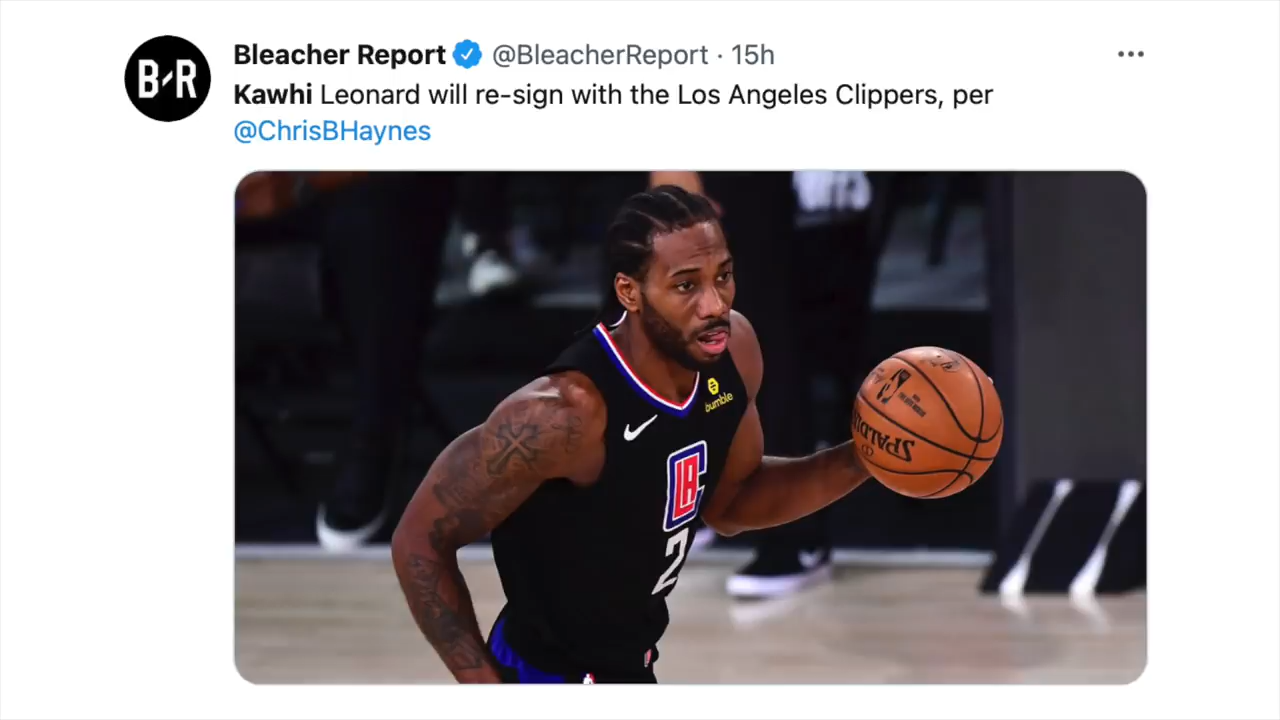 B/R
Bleacher Report @BleacherReport · 15h
Kawhi Leonard will re-sign with the Los Angeles Clippers, per
@ChrisBHaynes
bumble
LAC
2
SPALDING